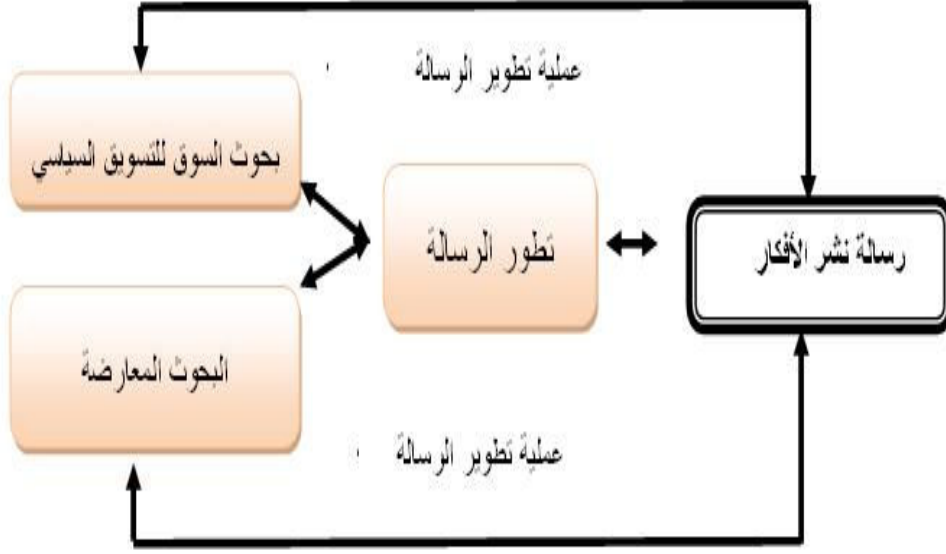 عملية تطوير الرسالة
بحوث السوق للتسويق السياسي
رسالة نشر الأفكار
تطور الرسالة
البحوث المعارضة
عملية تطوير الرسالة